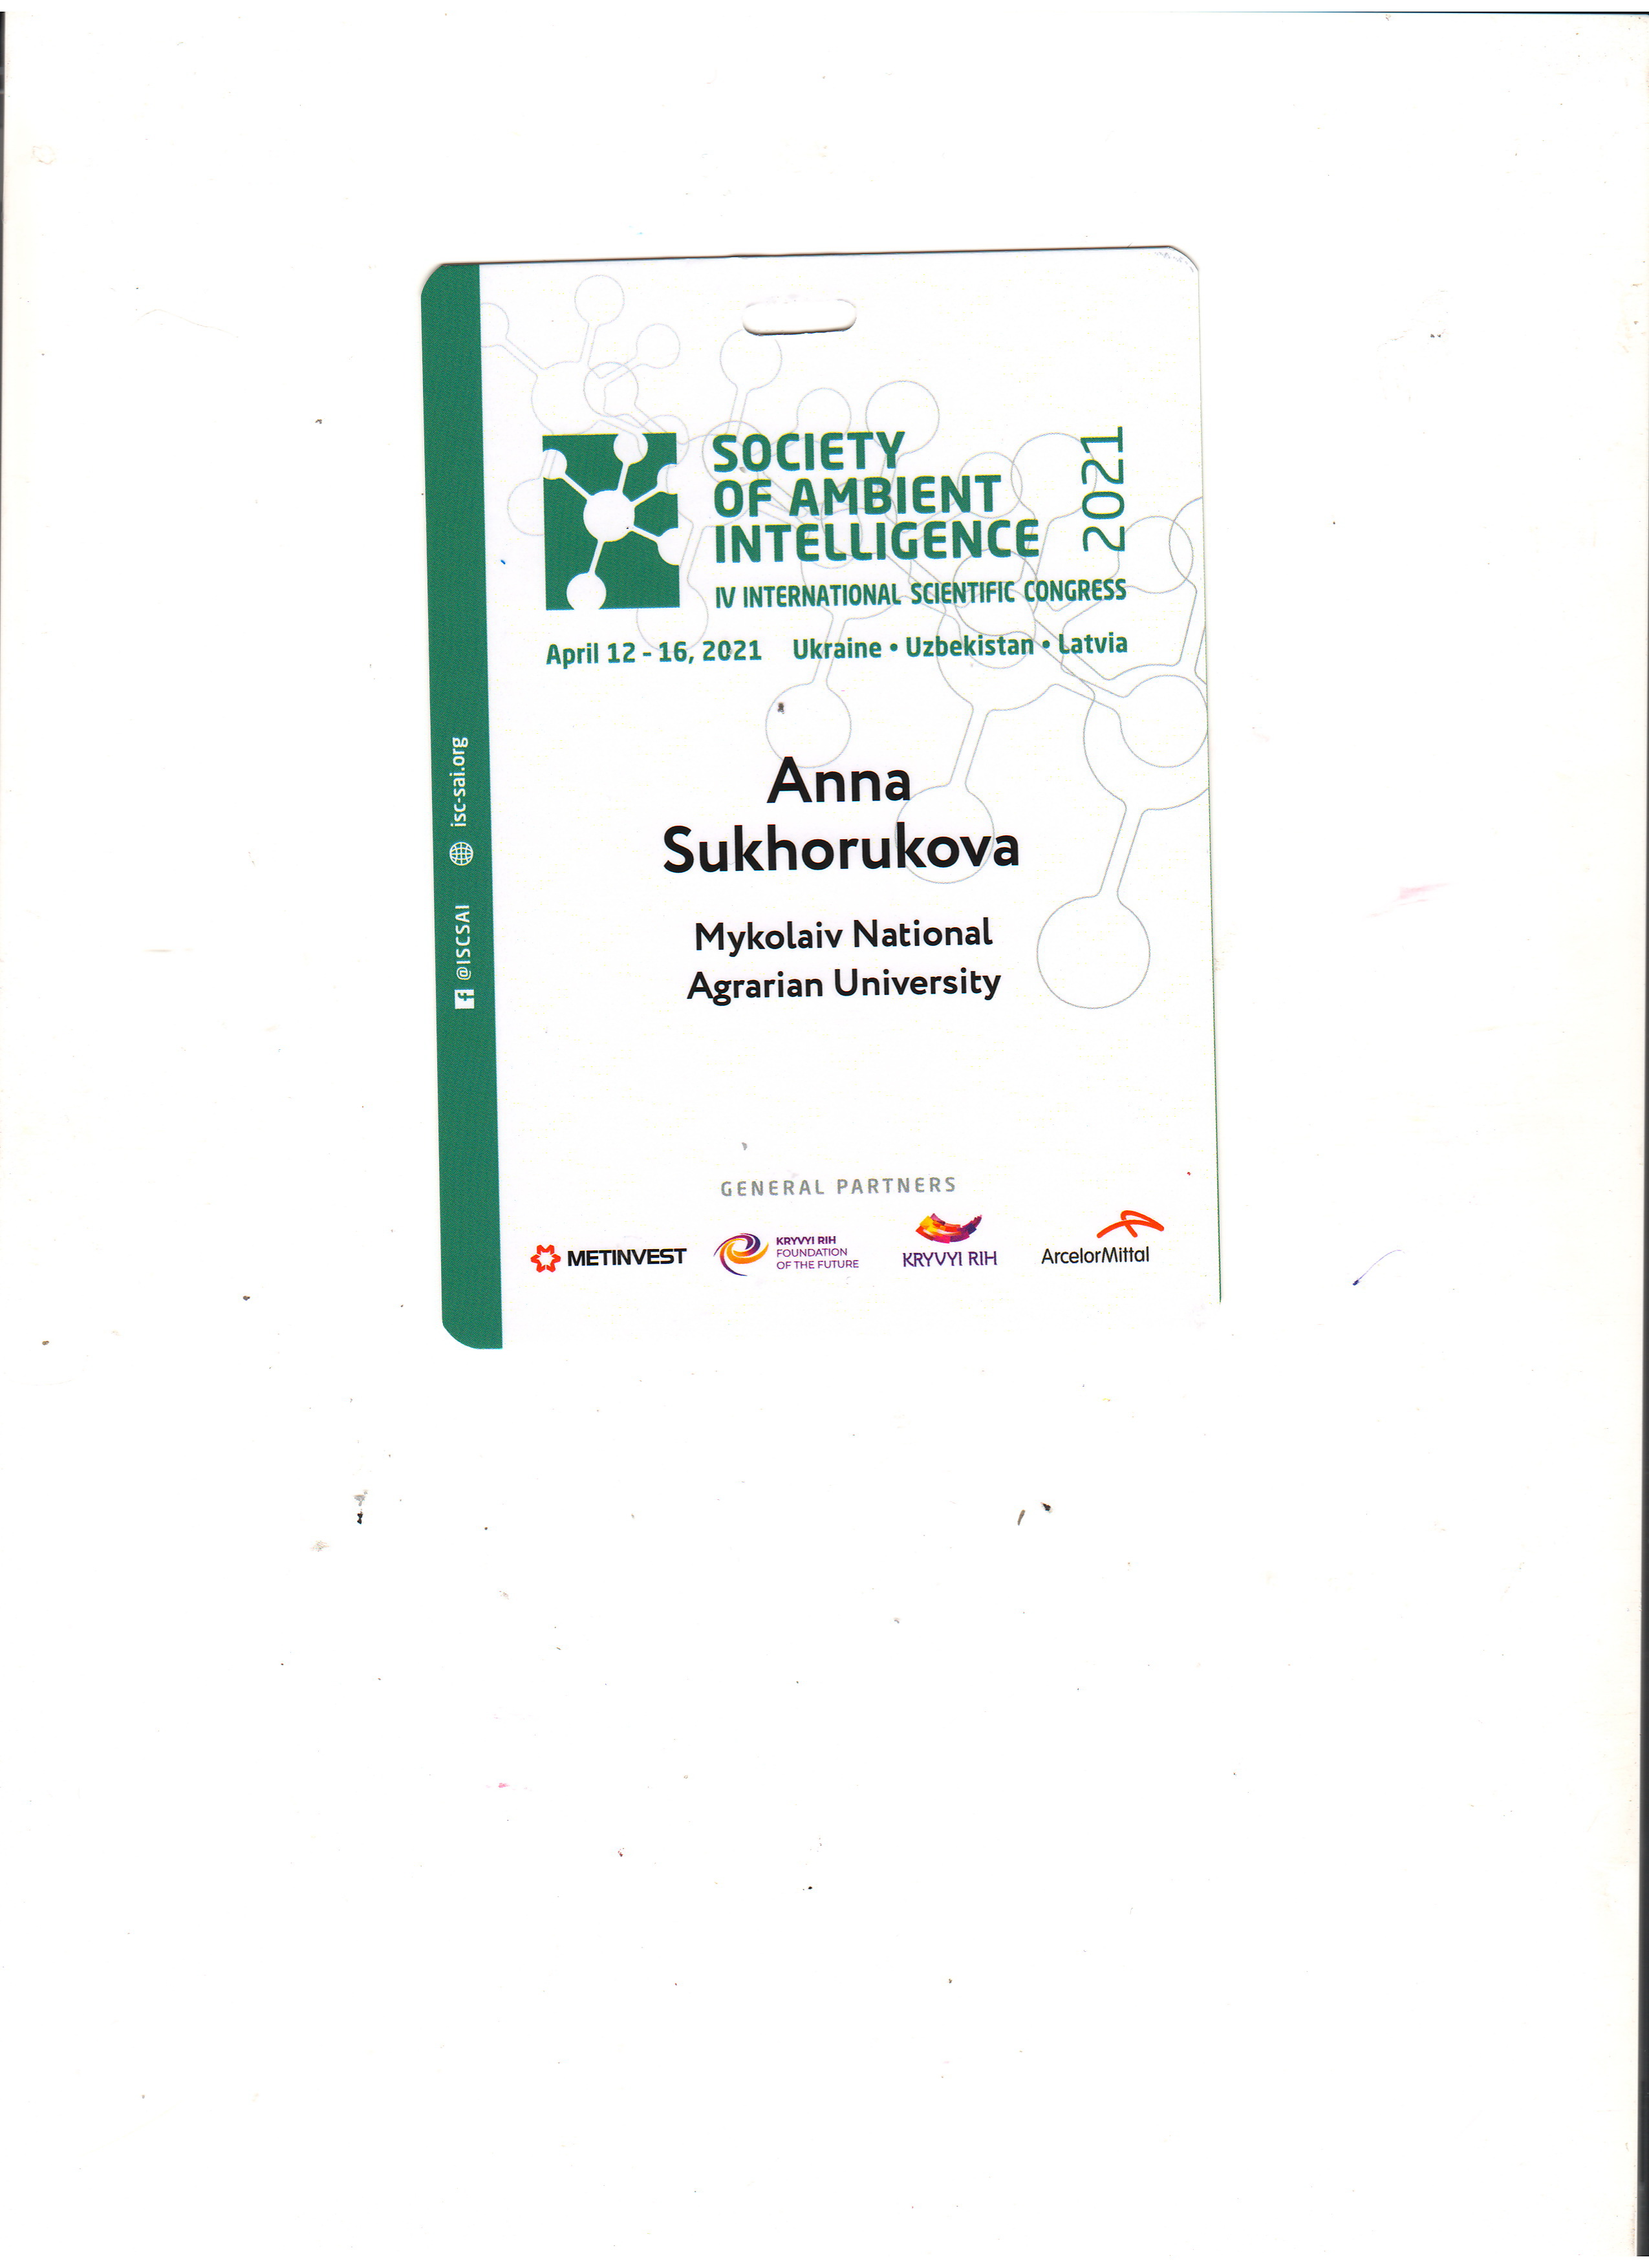 SOCIETY
OF AMBIENT
INTELLIGENCE
2021
IV INTERNATIONAL SCIENTIFIC CONGRESS
April 12 - 16, 2021 Ukraine • Uzbekistan • Latvia
Anna
Sukhorukova
Mykolaiv National
Agrarian University
f @ISCSAI isc-sai.org
GENERAL PARTNERS
METINVEST
KRYVYI RIH
FOUNDATION
OF THE FUTURE
KRYVYI RIH
ArcelorMittal